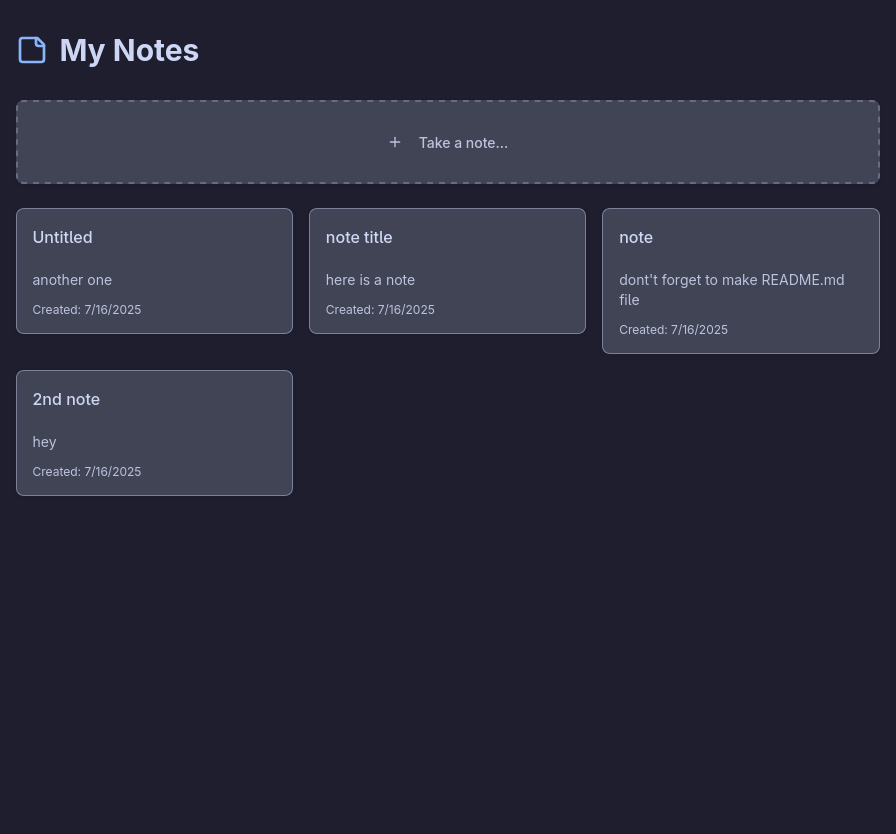 My Notes
+ Take a note...
Untitled
another one
Created: 7/16/2025
note title
here is a note
Created: 7/16/2025
note
dont't forget to make README.md
file
Created: 7/16/2025
2nd note
hey
Created: 7/16/2025